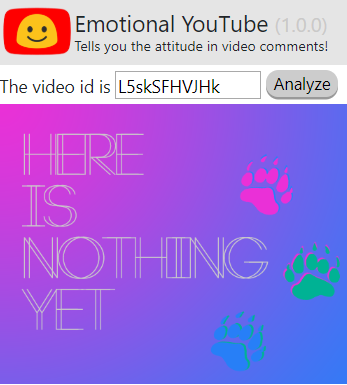 Emotional YouTube (1.0.0)
Tells you the attitude in video comments!
The video id is L5skSFHVJHk Analyze
HERE
IS
NOTHING
YET